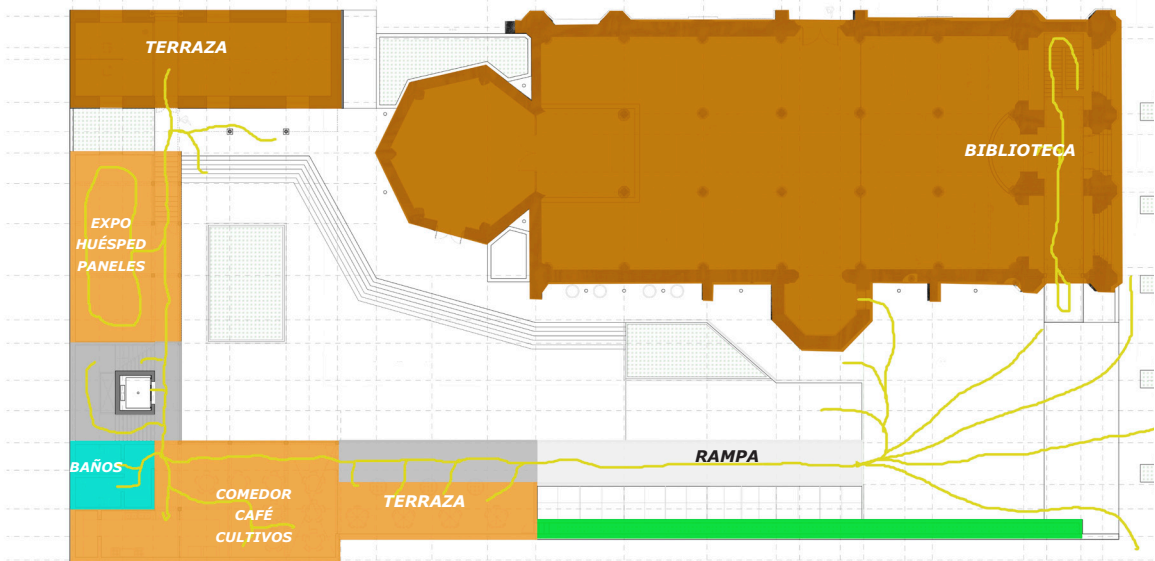 TERRAZA
BIBLIOTECA
EXPO
HUÉSPED
PANELES
BAÑOS
COMEDOR
CAFÉ
CULTIVOS
TERRAZA
RAMPA